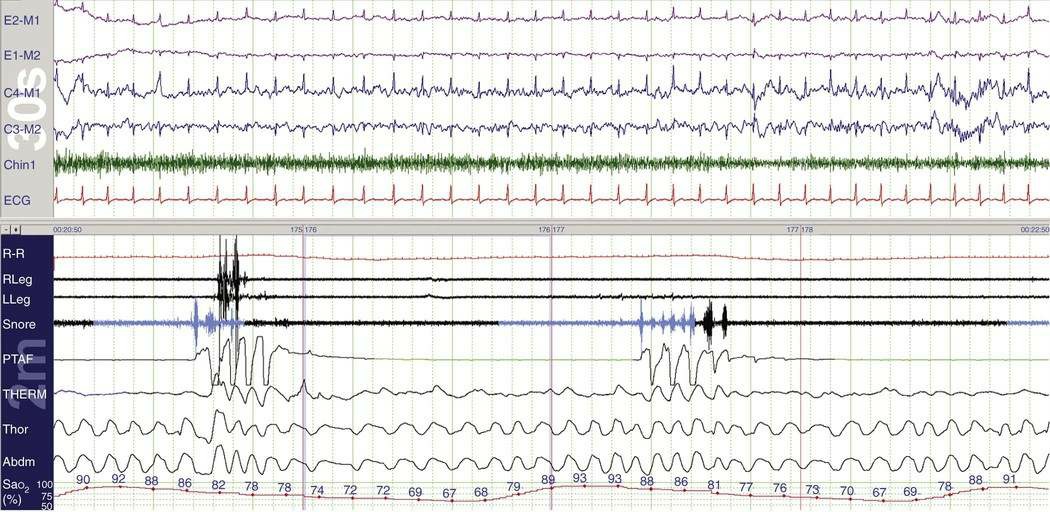 30s
E2-M1
E1-M2
C4-M1
C3-M2
Chin1
ECG
00:20:50 175 176 176 177 177 178 00:22:50
2m
R-R
RLeg
LLeg
Snore
PTAF
THERM
Thor
Abdm
Sao2 (%)
100
75
50
90 92 88 86 82 78 78 74 72 72 69 67 68 79 89 93 93 88 86 81 77 76 73 70 67 69 78 88 91